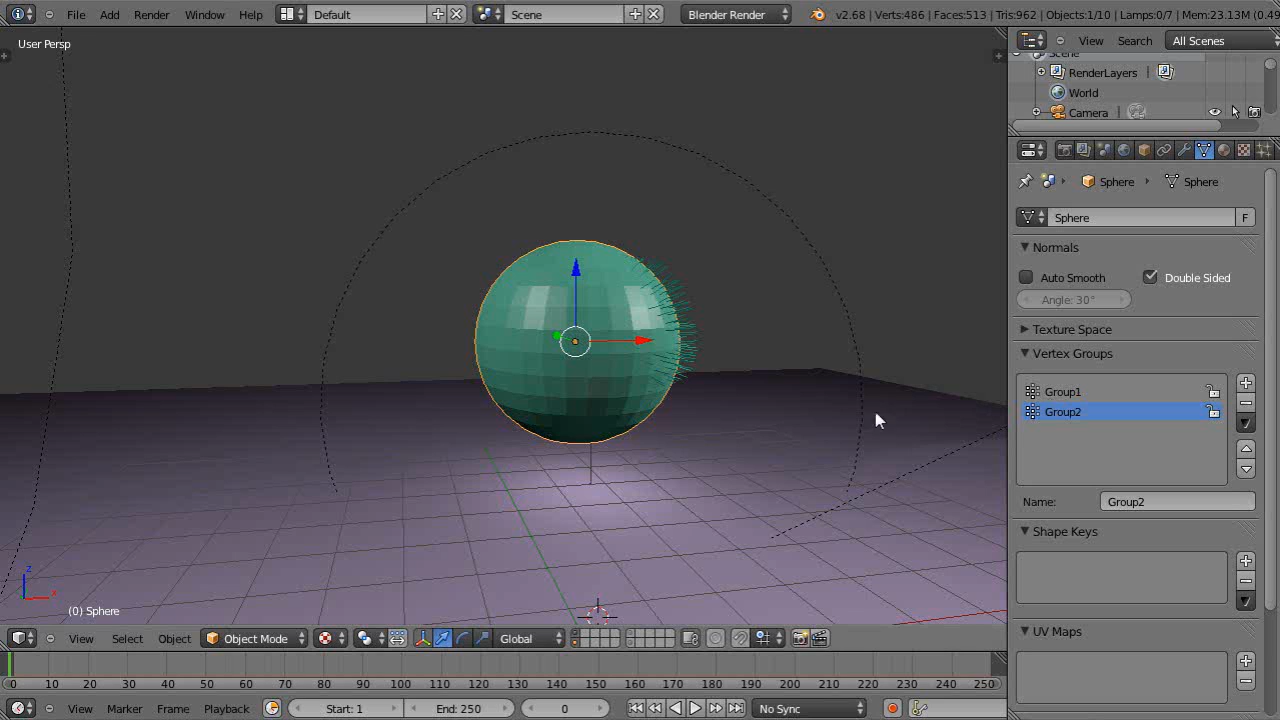 File Add Render Window Help Default Scene Blender Render v2.68 | Verts:486 | Faces:513 | Tris:962 | Objects:1/10 | Lamps:0/7 | Mem:23.13M (0.49
User Persp
View Search All Scenes
Scene
RenderLayers
World
Camera
Sphere Sphere
Sphere F
Normals
Auto Smooth Double Sided
Angle: 30°
Texture Space
Vertex Groups
Group1
Group2
Name: Group2
Shape Keys
UV Maps
z
x
(0) Sphere
View Select Object Object Mode Global
0 10 20 30 40 50 60 70 80 90 100 110 120 130 140 150 160 170 180 190 200 210 220 230 240 250
View Marker Frame Playback Start: 1 End: 250 0 No Sync